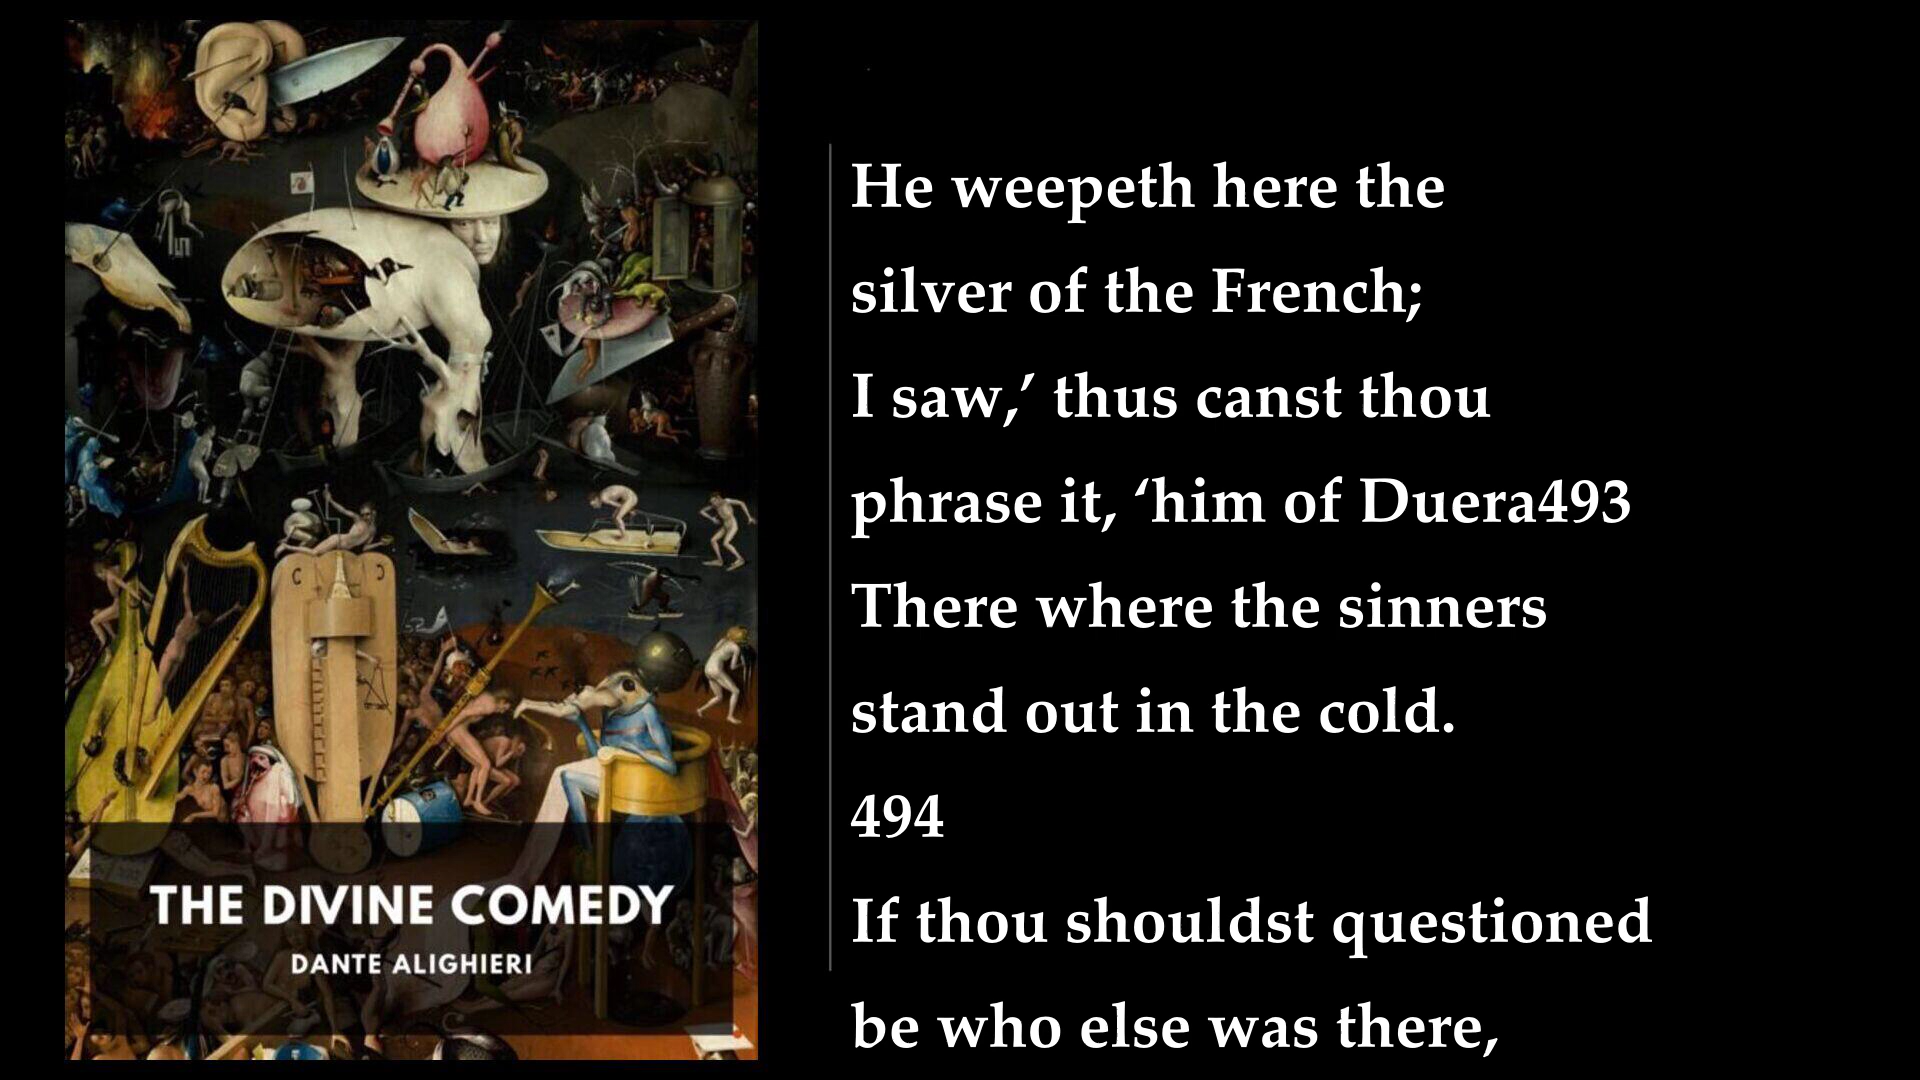 THE DIVINE COMEDY
DANTE ALIGHIERI
He weepeth here the
silver of the French;
I saw,’ thus canst thou
phrase it, ‘him of Duera493
There where the sinners
stand out in the cold.
494
If thou shouldst questioned
be who else was there,